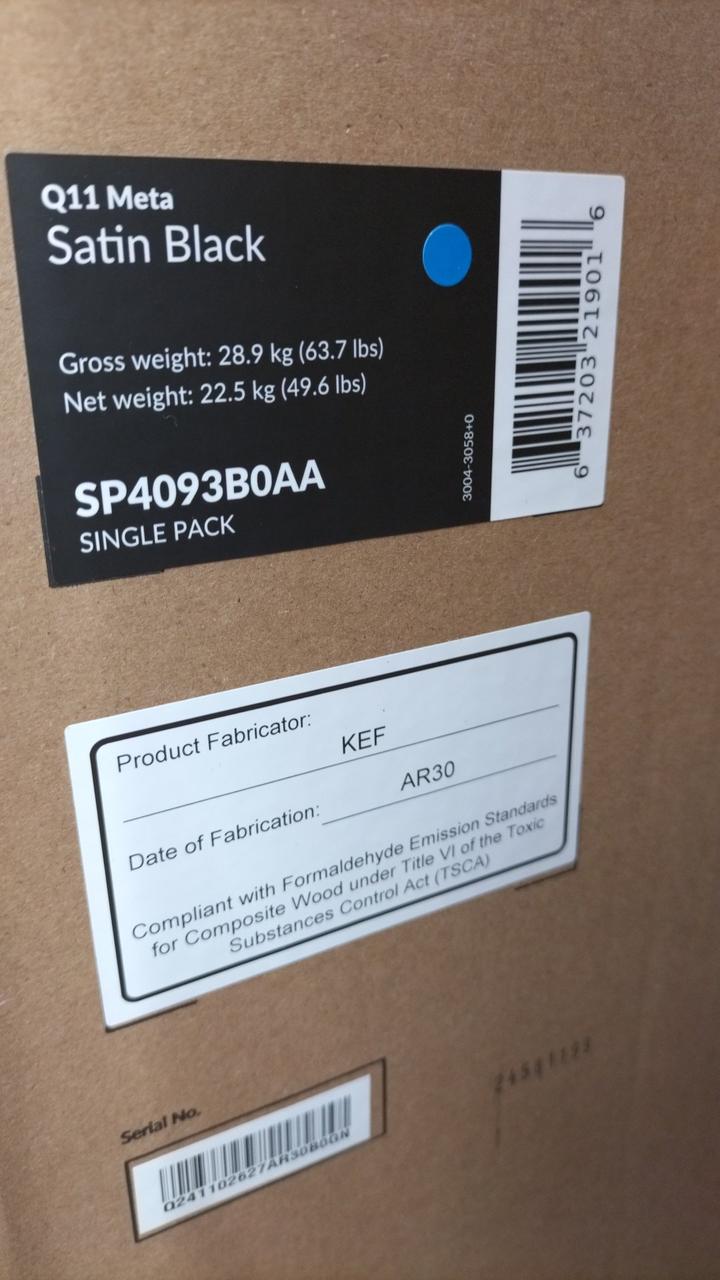 Q11 Meta
Satin Black
Gross weight: 28.9 kg (63.7 lbs)
Net weight: 22.5 kg (49.6 lbs)
SP4093B0AA
SINGLE PACK
3004-3058+0
6 37203 21901 6
Product Fabricator:
KEF
Date of Fabrication:
AR30
Compliant with Formaldehyde Emission Standards
for Composite Wood under Title VI of the Toxic
Substances Control Act (TSCA)
Serial No.
Q241102627AR30B0GN